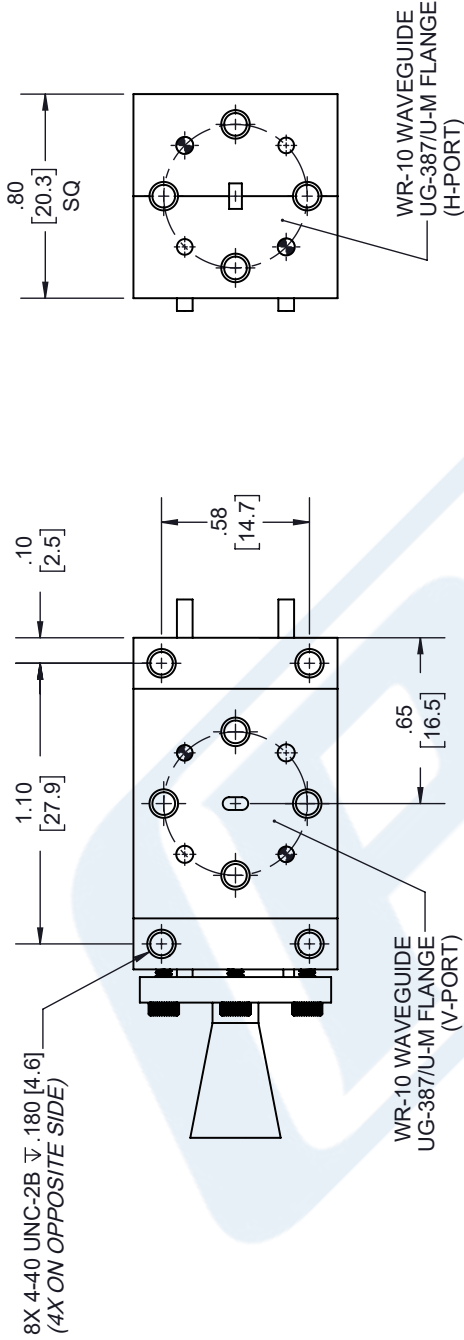 8X 4-40 UNC-2B ↧ .180 [4.6]
(4X ON OPPOSITE SIDE)
1.10
[27.9]
.10
[2.5]
.58
[14.7]
.65
[16.5]
WR-10 WAVEGUIDE
UG-387/U-M FLANGE
(V-PORT)
.80
[20.3]
SQ
WR-10 WAVEGUIDE
UG-387/U-M FLANGE
(H-PORT)